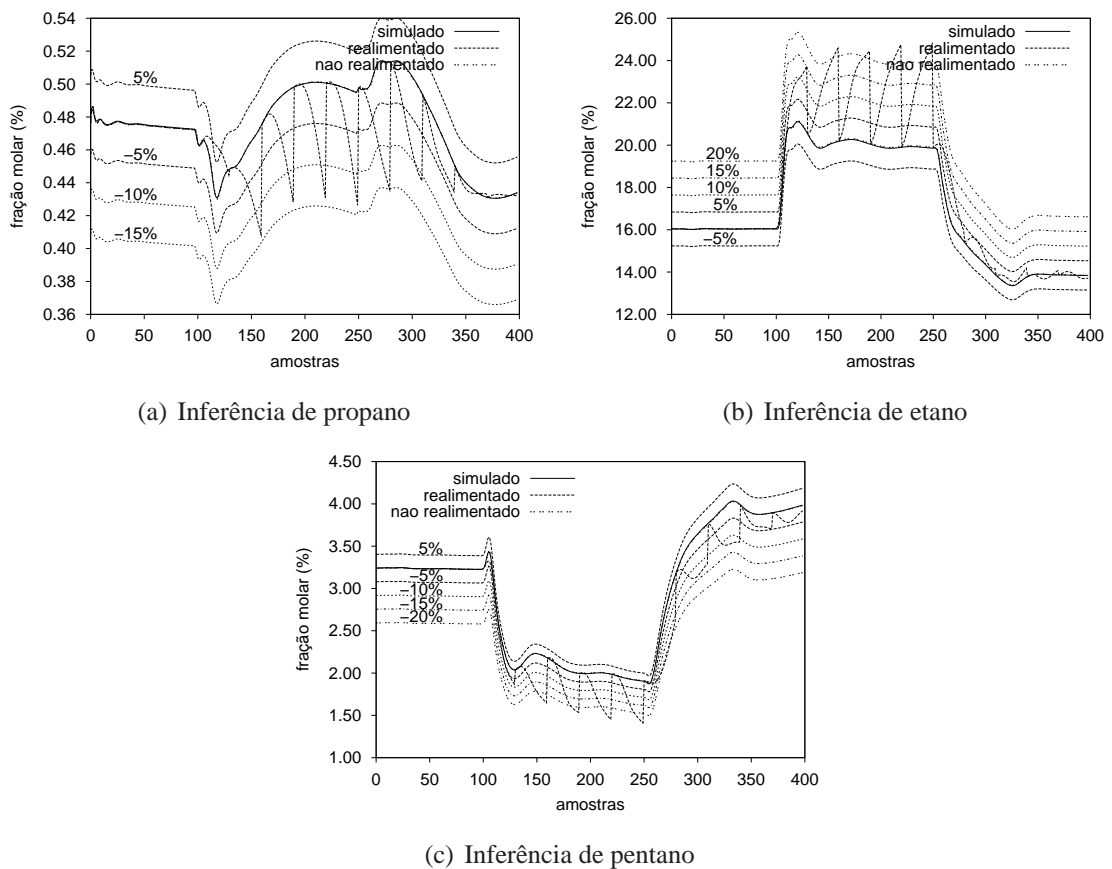 0.54
0.52
0.50
0.48
0.46
0.44
0.42
0.40
0.38
0.36
0 50 100 150 200 250 300 350 400
fração molar (%)
amostras
simulado
realimentado
nao realimentado
5%
−5%
−10%
−15%
(a) Inferência de propano
26.00
24.00
22.00
20.00
18.00
16.00
14.00
12.00
0 50 100 150 200 250 300 350 400
fração molar (%)
amostras
simulado
realimentado
nao realimentado
20%
15%
10%
5%
−5%
(b) Inferência de etano
4.50
4.00
3.50
3.00
2.50
2.00
1.50
1.00
0 50 100 150 200 250 300 350 400
fração molar (%)
amostras
simulado
realimentado
nao realimentado
5%
−5%
−10%
−15%
−20%
(c) Inferência de pentano